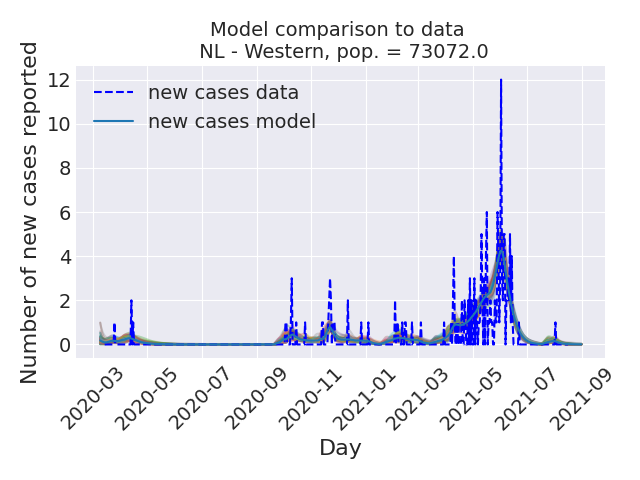 Model comparison to data
NL - Western, pop. = 73072.0
Number of new cases reported
12
10
8
6
4
2
0
new cases data
new cases model
2020-03
2020-05
2020-07
2020-09
2020-11
2021-01
2021-03
2021-05
2021-07
2021-09
Day